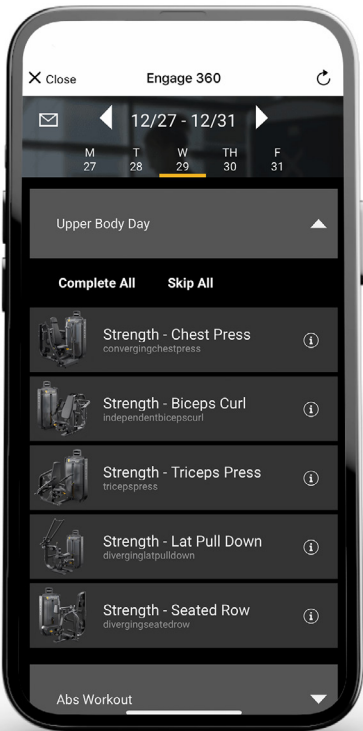 Close
Engage 360
12/27 - 12/31
M T W TH F
27 28 29 30 31
Upper Body Day
Complete All Skip All
Strength - Chest Press
convergingchestpress
Strength - Biceps Curl
independentbicepscurl
Strength - Triceps Press
tricepspress
Strength - Lat Pull Down
diverginglatpulldown
Strength - Seated Row
divergingseatedrow
Abs Workout